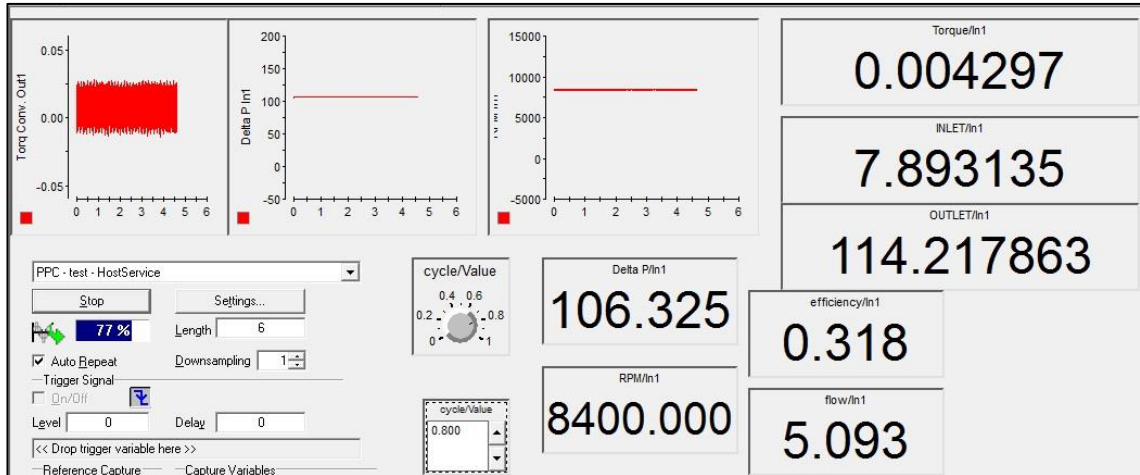 Torq Conv. Out1
0.05
0.00
-0.05
0 1 2 3 4 5 6
Delta P In1
200
150
100
50
0
-50
0 1 2 3 4 5 6
15000
10000
7500
5000
0
-5000
0 1 2 3 4 5 6
Torque/In1
0.004297
INLET/In1
7.893135
OUTLET/In1
114.217863
PPC - test - HostService
Stop
Settings...
77 %
Length
6
Auto Repeat
Downsampling
1
Trigger Signal
On/Off
Level
0
Delay
0
<< Drop trigger variable here >>
Reference Capture
Capture Variables
cycle/Value
0.4 0.6
0.2 0.8
0 1
cycle/Value
0.800
Delta P/In1
106.325
RPM/In1
8400.000
efficiency/In1
0.318
flow/In1
5.093